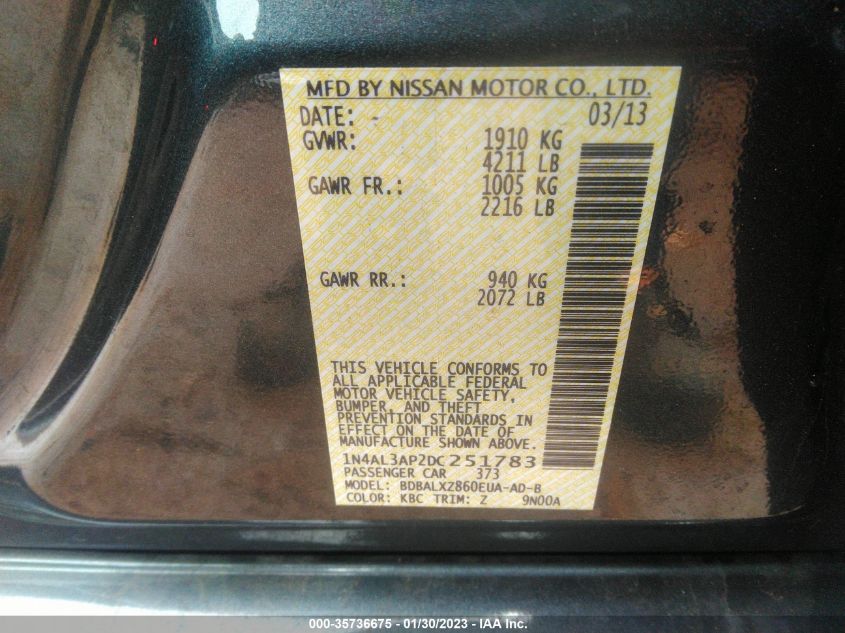 MFD BY NISSAN MOTOR CO., LTD.
DATE: - 03/13
GVWR: 1910 KG
4211 LB
GAWR FR.: 1005 KG
2216 LB
GAWR RR.: 940 KG
2072 LB
THIS VEHICLE CONFORMS TO
ALL APPLICABLE FEDERAL
MOTOR VEHICLE SAFETY,
BUMPER, AND THEFT
PREVENTION STANDARDS IN
EFFECT ON THE DATE OF
MANUFACTURE SHOWN ABOVE.
1N4AL3AP2DC251783
PASSENGER CAR 373
MODEL: BDBALXZ860EUA-AD-B
COLOR: KBC TRIM: Z 9N00A
000-35736675 - 01/30/2023 - IAA Inc.